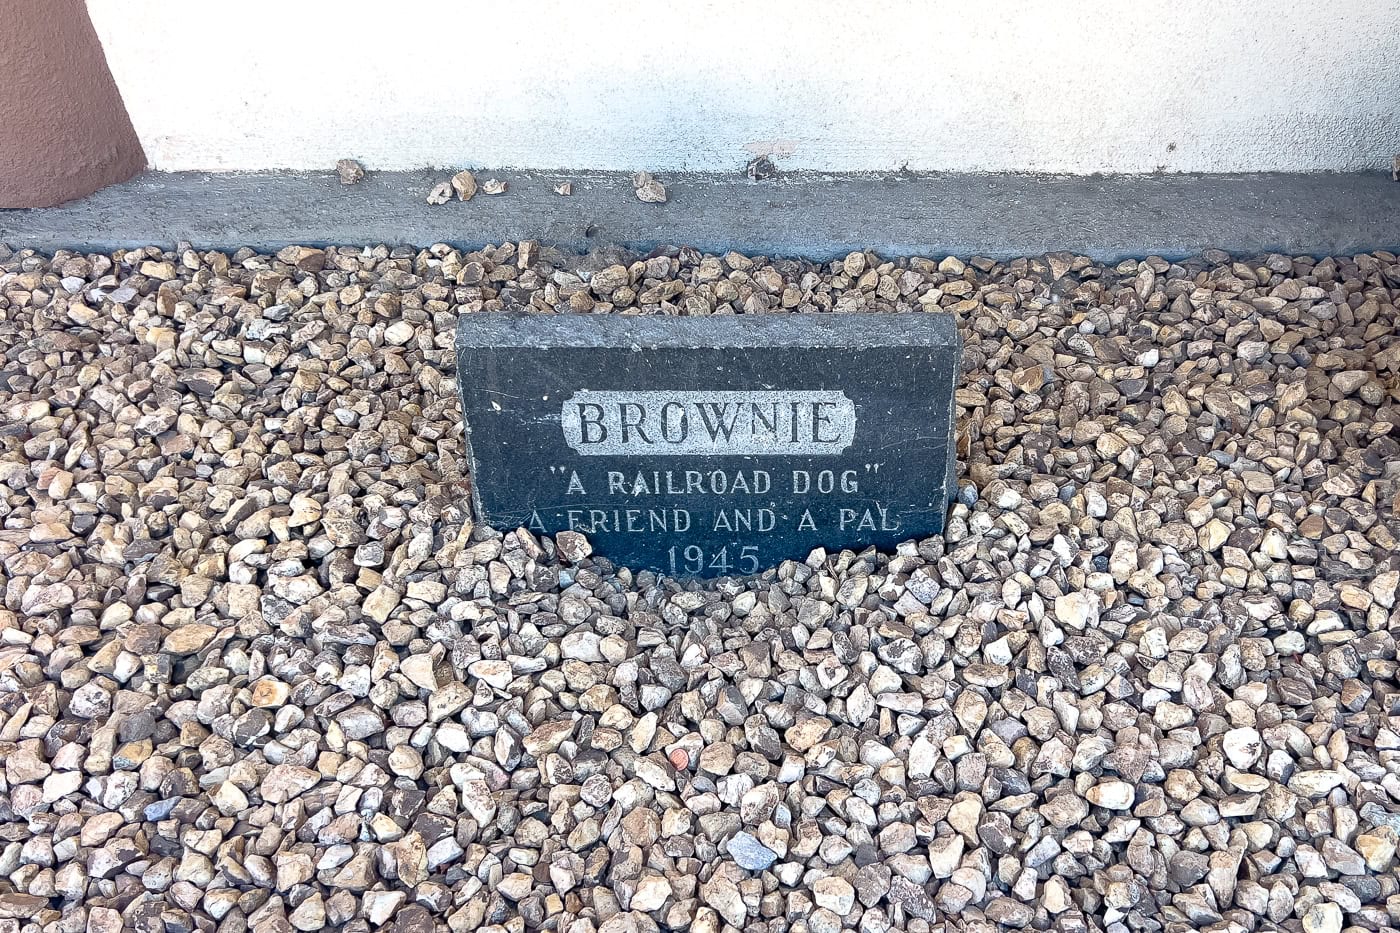 BROWNIE
"A RAILROAD DOG"
A FRIEND AND A PAL
1945